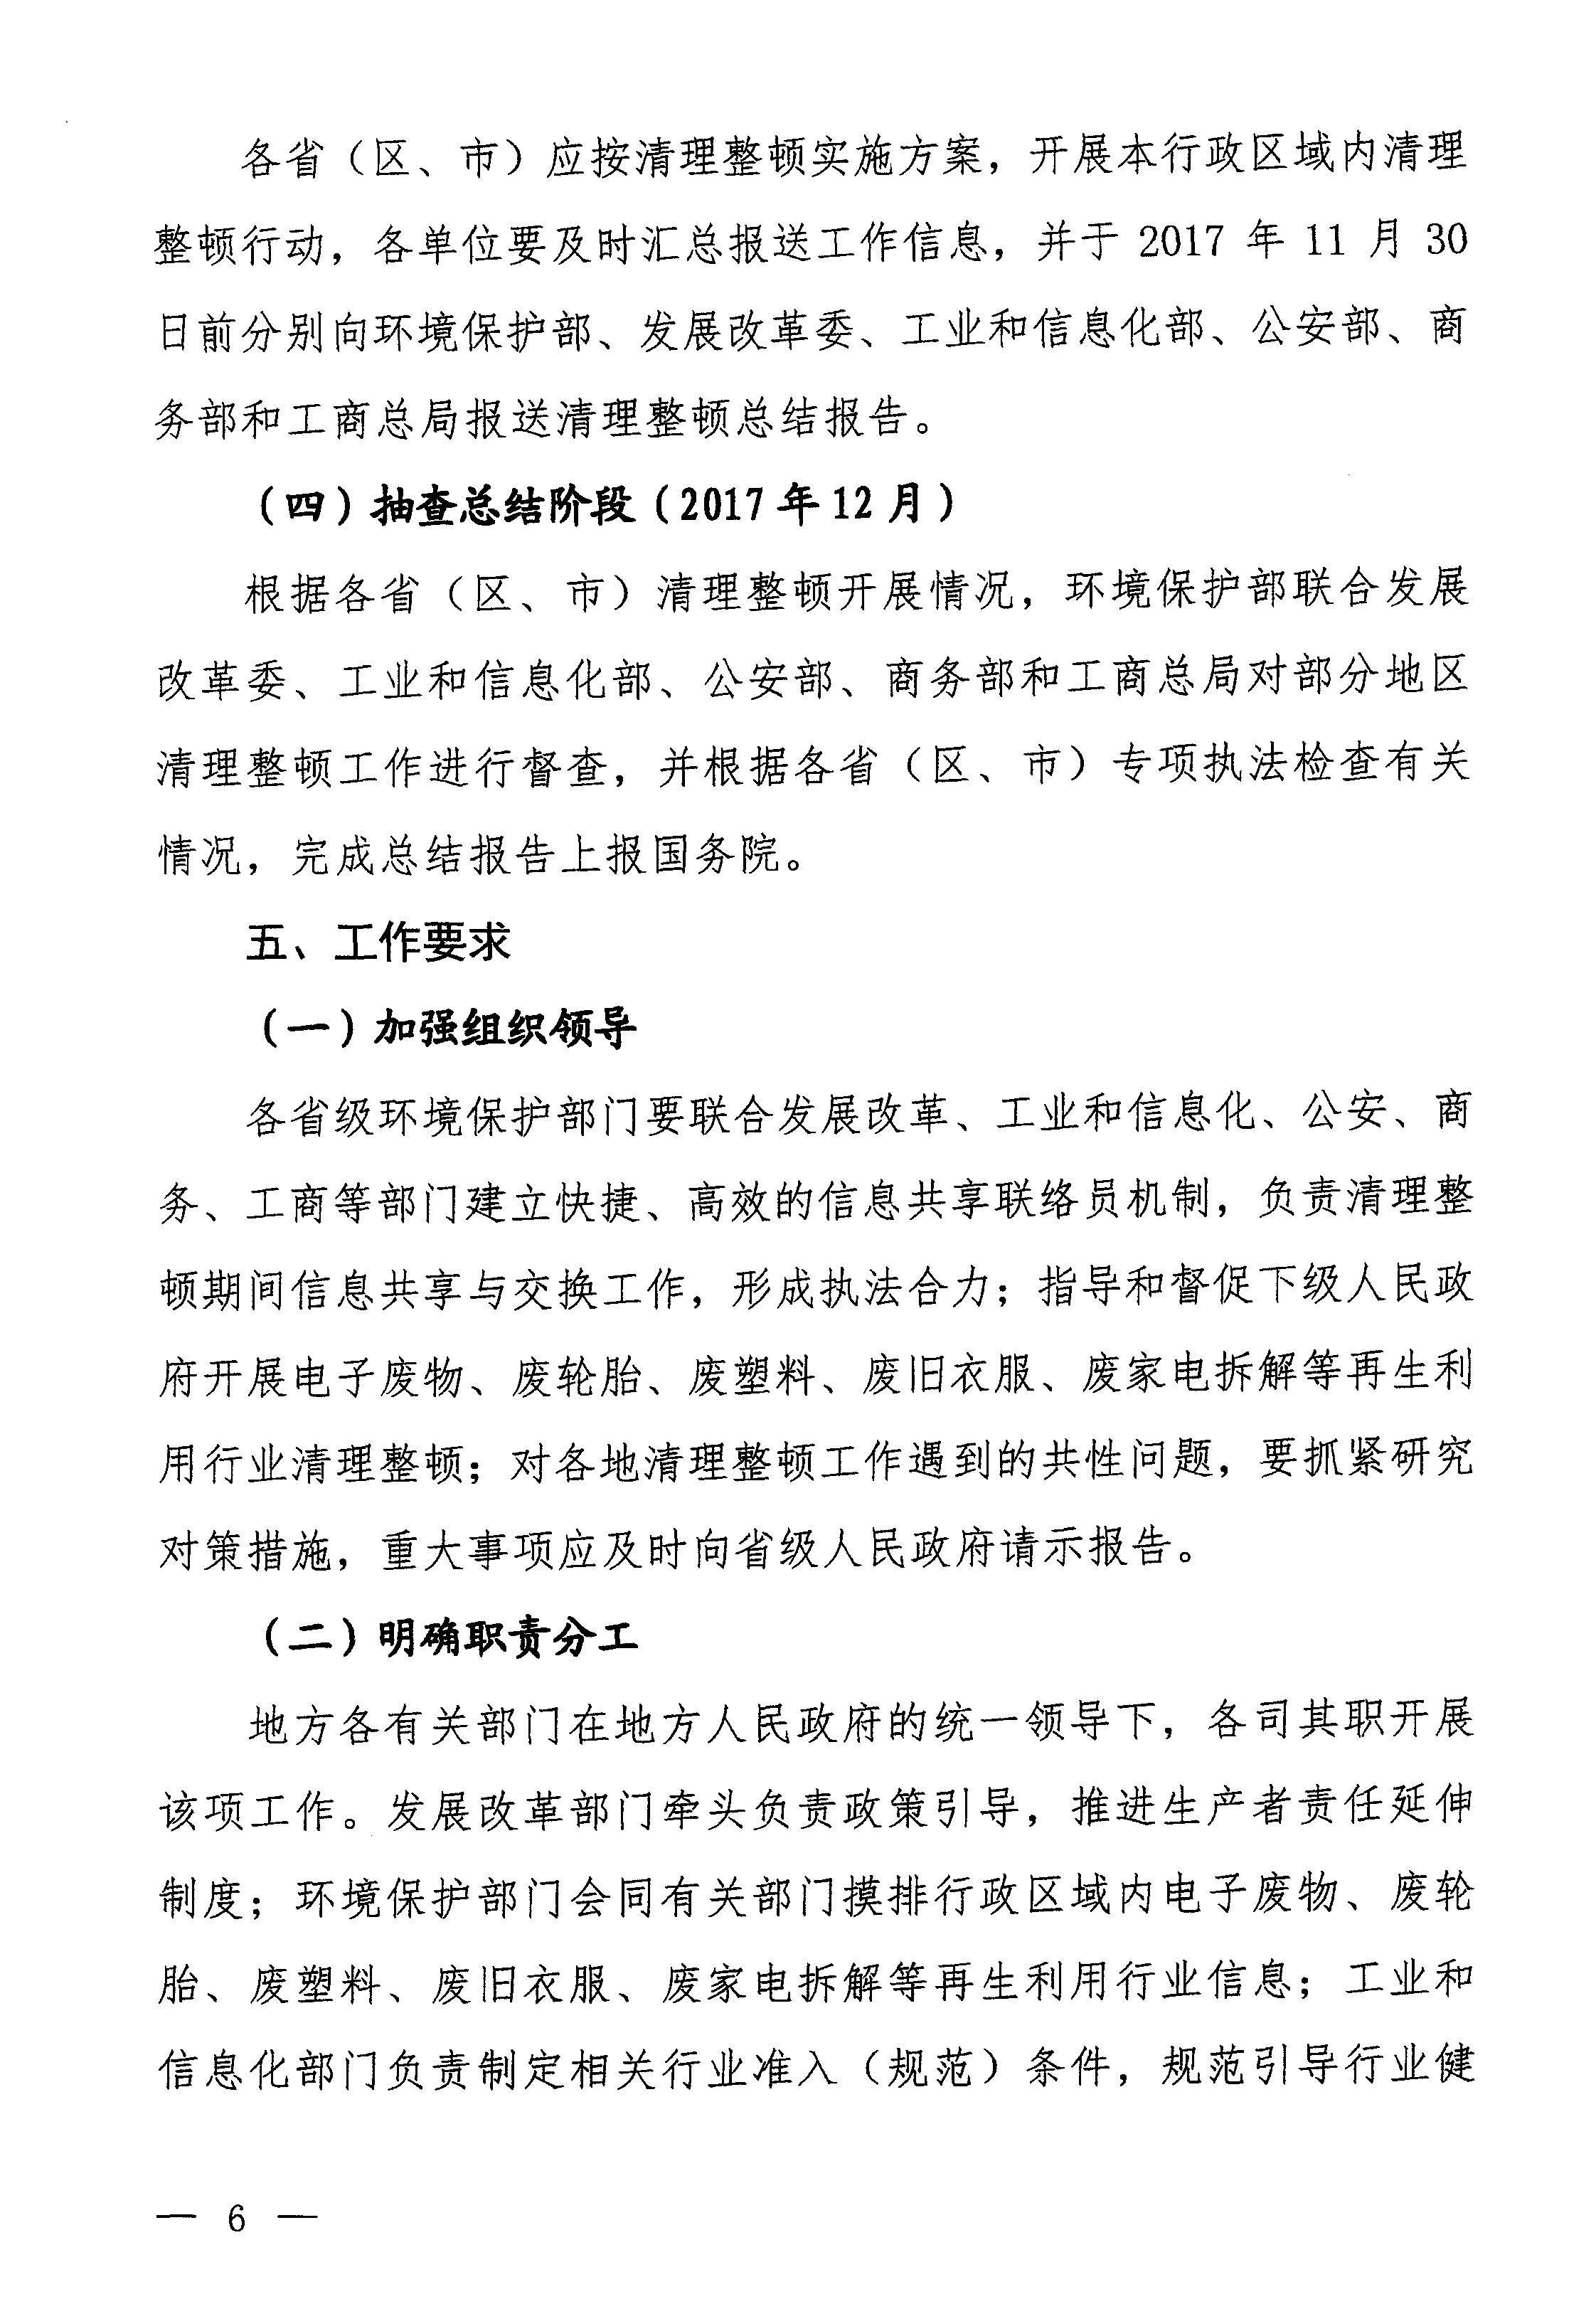 各省（区、市）应按清理整顿实施方案，开展本行政区域内清理
整顿行动，各单位要及时汇总报送工作信息，并于 2017 年 11 月 30
日前分别向环境保护部、发展改革委、工业和信息化部、公安部、商
务部和工商总局报送清理整顿总结报告。
（四）抽查总结阶段（2017 年 12 月）
根据各省（区、市）清理整顿开展情况，环境保护部联合发展
改革委、工业和信息化部、公安部、商务部和工商总局对部分地区
清理整顿工作进行督查，并根据各省（区、市）专项执法检查有关
情况，完成总结报告上报国务院。
五、工作要求
（一）加强组织领导
各省级环境保护部门要联合发展改革、工业和信息化、公安、商
务、工商等部门建立快捷、高效的信息共享联络员机制，负责清理整
顿期间信息共享与交换工作，形成执法合力；指导和督促下级人民政
府开展电子废物、废轮胎、废塑料、废旧衣服、废家电拆解等再生利
用行业清理整顿；对各地清理整顿工作遇到的共性问题，要抓紧研究
对策措施，重大事项应及时向省级人民政府请示报告。
（二）明确职责分工
地方各有关部门在地方人民政府的统一领导下，各司其职开展
该项工作。发展改革部门牵头负责政策引导，推进生产者责任延伸
制度；环境保护部门会同有关部门摸排行政区域内电子废物、废轮
胎、废塑料、废旧衣服、废家电拆解等再生利用行业信息；工业和
信息化部门负责制定相关行业准入（规范）条件，规范引导行业健
— 6 —